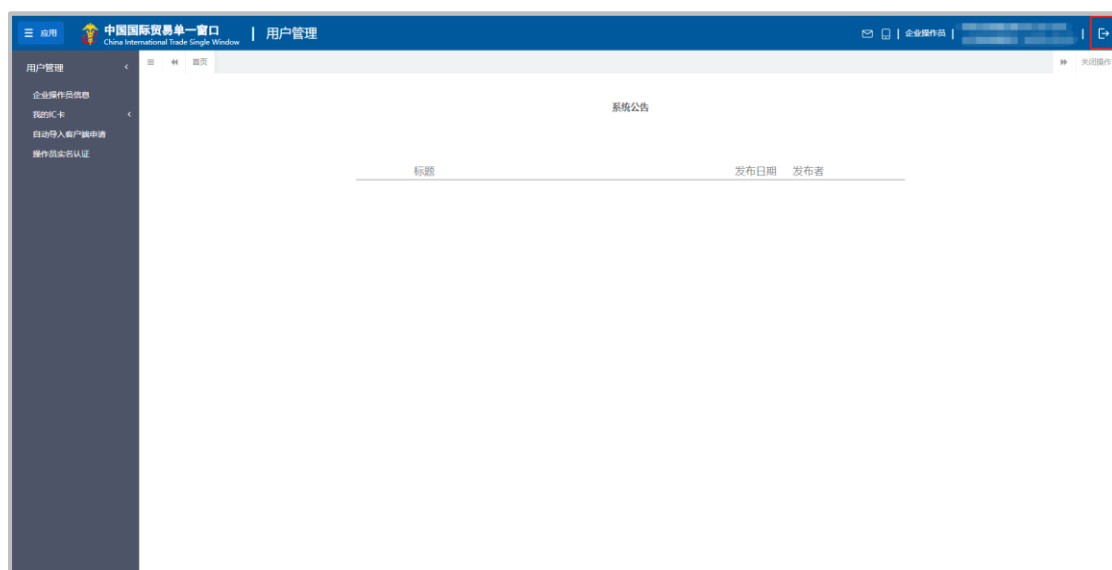 应用
中国国际贸易单一窗口
China International Trade Single Window
用户管理
企业操作员
用户管理
首页
关闭操作
企业操作员信息
我的IC卡
自动导入客户端申请
操作员实名认证
系统公告
标题 发布日期 发布者